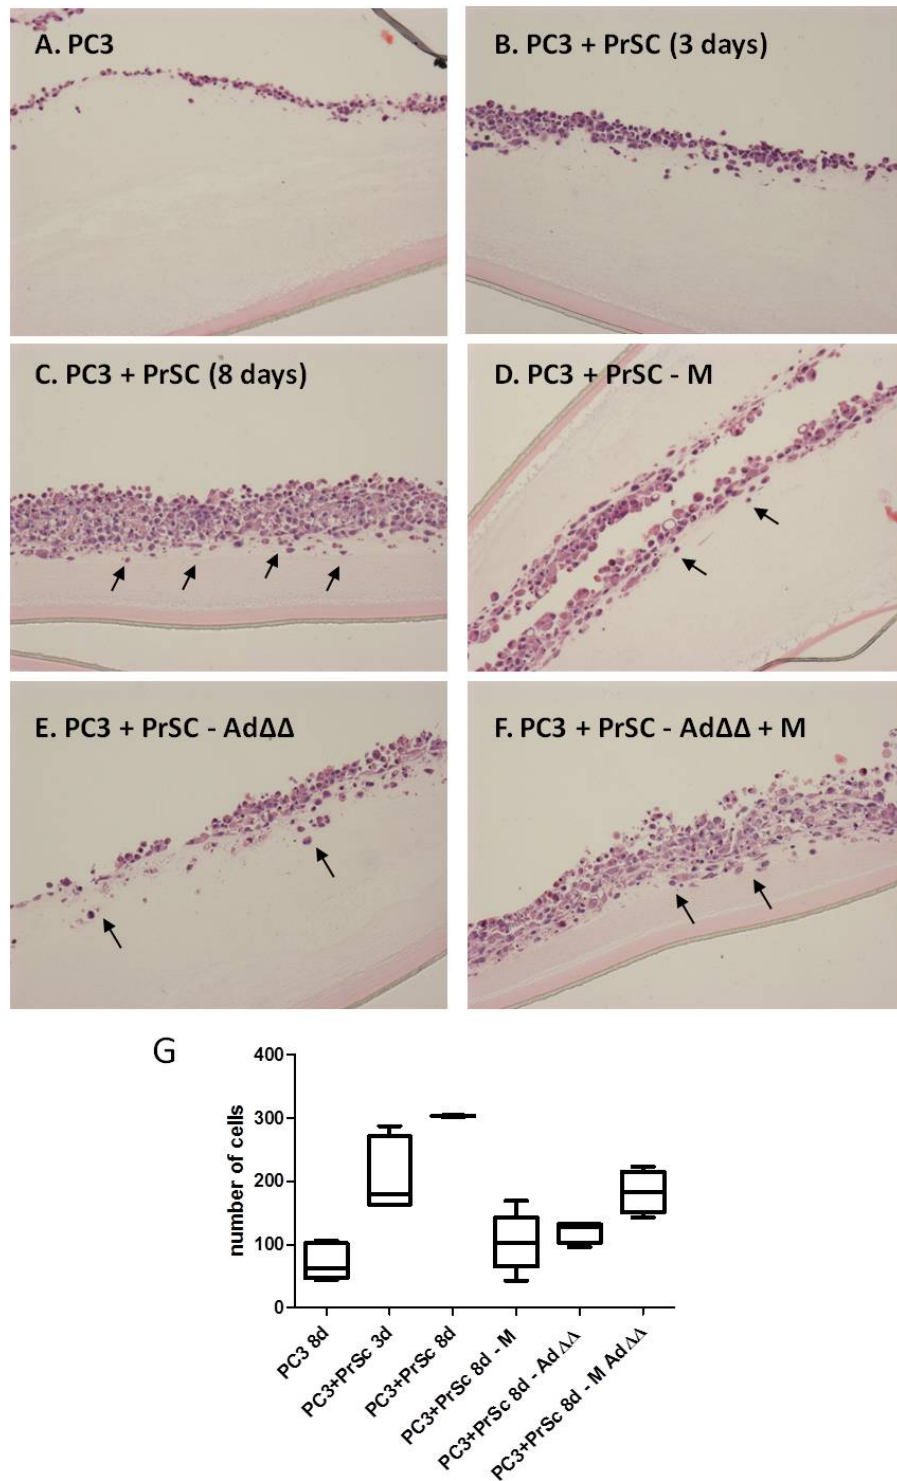 A. PC3
B. PC3 + PrSC (3 days)
C. PC3 + PrSC (8 days)
D. PC3 + PrSC - M
E. PC3 + PrSC - AdΔΔ
F. PC3 + PrSC - AdΔΔ + M
G
number of cells
400
300
200
100
0
PC3 8d
PC3+PrSc 3d
PC3+PrSc 8d
PC3+PrSc 8d - M
PC3+PrSc 8d - AdΔΔ
PC3+PrSc 8d - M AdΔΔ